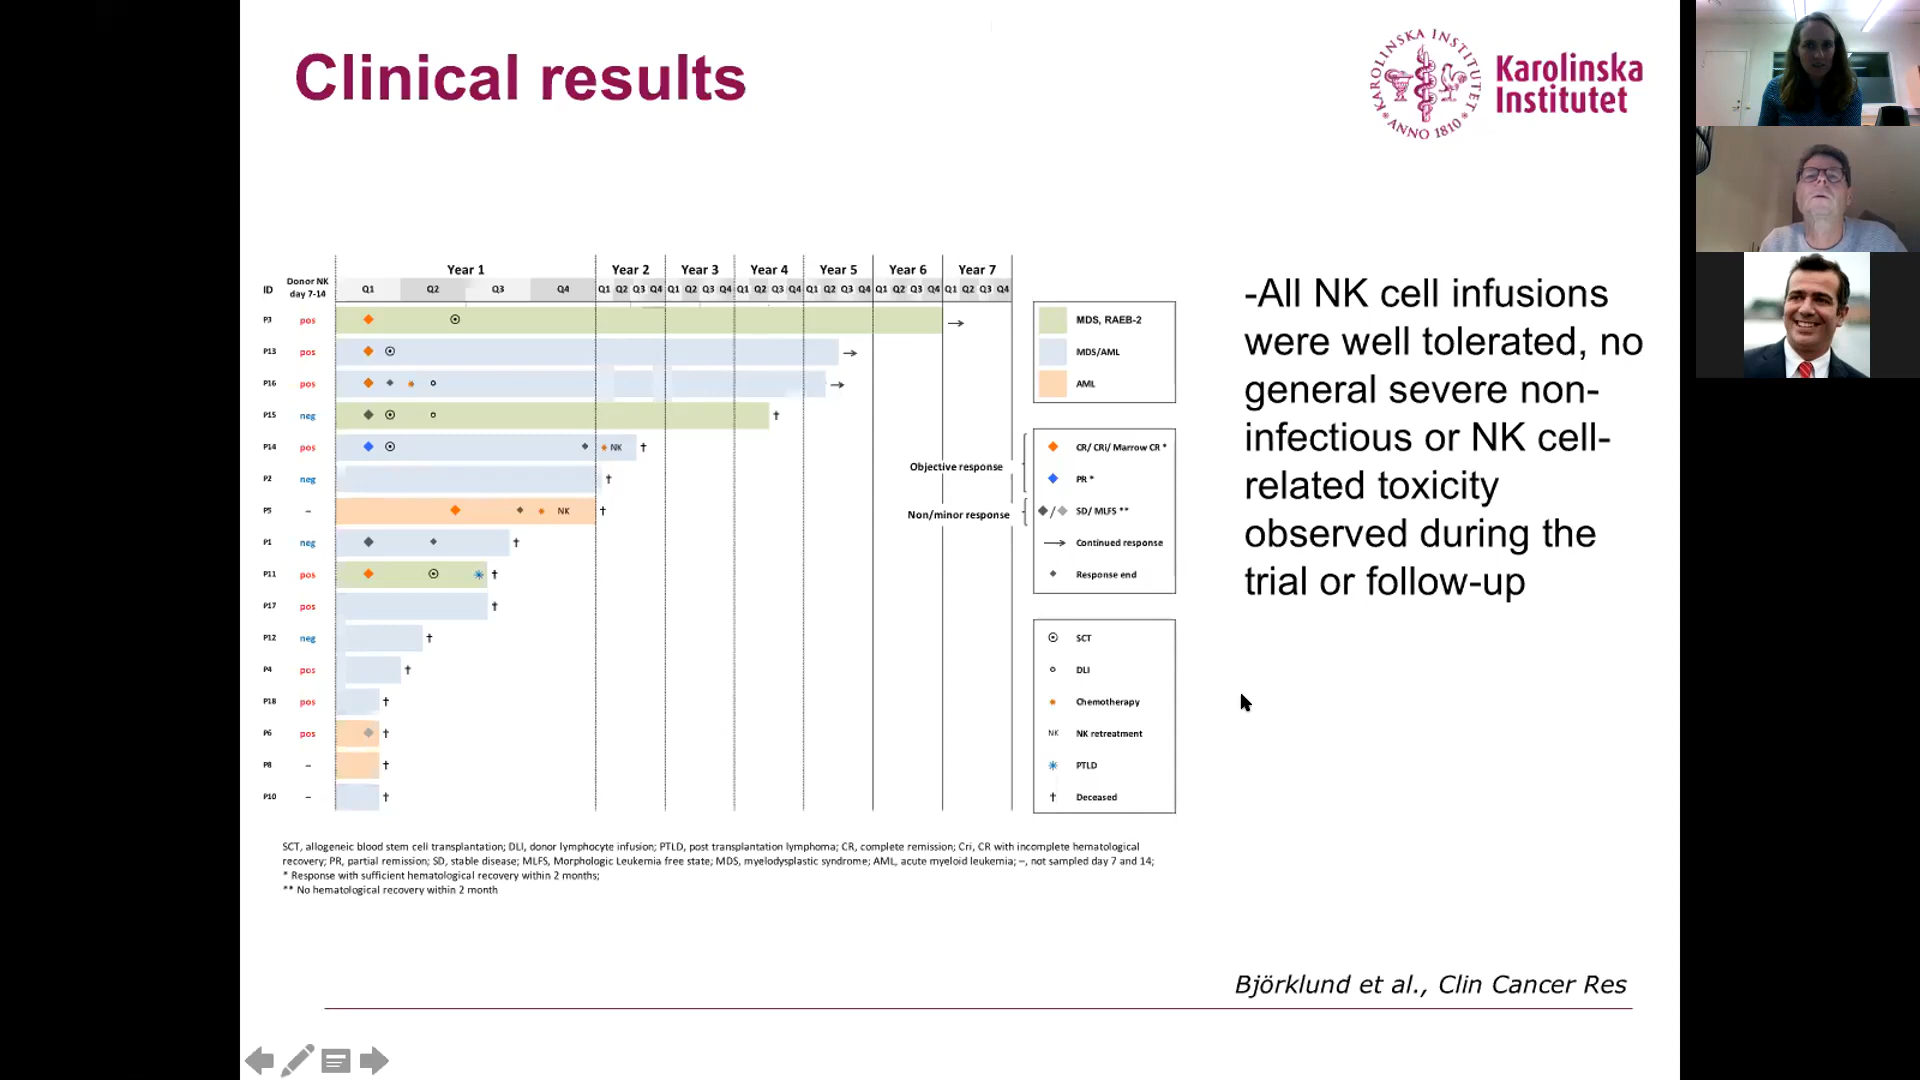 Clinical results
KAROLINSKA INSTITUTET
ANNO 1810
Karolinska
Institutet
Year 1 Year 2 Year 3 Year 4 Year 5 Year 6 Year 7
ID Donor NK
day 7-14
Q1 Q2 Q3 Q4 Q1 Q2 Q3 Q4 Q1 Q2 Q3 Q4 Q1 Q2 Q3 Q4 Q1 Q2 Q3 Q4 Q1 Q2 Q3 Q4 Q1 Q2 Q3 Q4
P3 pos
P13 pos
P16 pos
P15 neg
P14 pos NK
P2 neg
P5 – NK
P1 neg
P11 pos
P17 pos
P12 neg
P4 pos
P18 pos
P6 pos
P8 –
P10 –
MDS, RAEB-2
MDS/AML
AML
Objective response
Non/minor response
CR/ CRi/ Marrow CR *
PR *
/ SD/ MLFS **
Continued response
Response end
SCT
DLI
Chemotherapy
NK NK retreatment
PTLD
Deceased
-All NK cell infusions
were well tolerated, no
general severe non-
infectious or NK cell-
related toxicity
observed during the
trial or follow-up
SCT, allogeneic blood stem cell transplantation; DLI, donor lymphocyte infusion; PTLD, post transplantation lymphoma; CR, complete remission; Cri, CR with incomplete hematological
recovery; PR, partial remission; SD, stable disease; MLFS, Morphologic Leukemia free state; MDS, myelodysplastic syndrome; AML, acute myeloid leukemia; –, not sampled day 7 and 14;
* Response with sufficient hematological recovery within 2 months;
** No hematological recovery within 2 month
Björklund et al., Clin Cancer Res